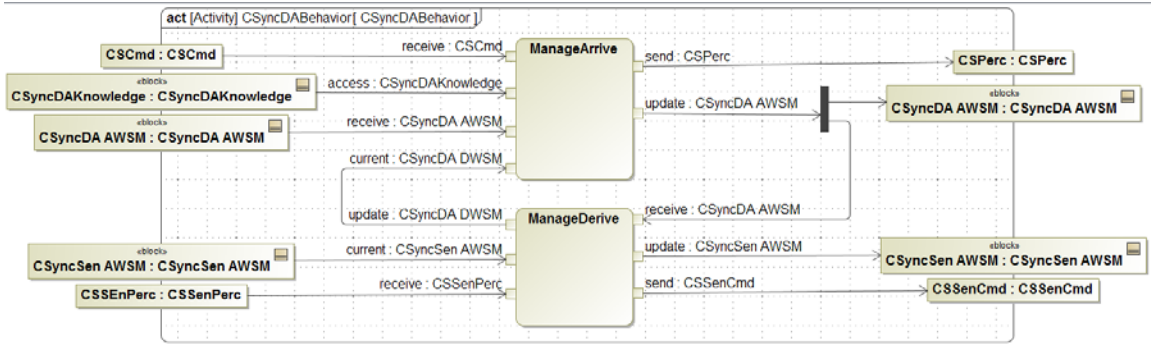 act [Activity] CSyncDABehavior[ CSyncDABehavior ]
CSCmd : CSCmd
receive : CSCmd
ManageArrive
send : CSPerc
CSPerc : CSPerc
«block»
CSyncDAKnowledge : CSyncDAKnowledge
access : CSyncDAKnowledge
update : CSyncDA AWSM
«block»
CSyncDA AWSM : CSyncDA AWSM
«block»
CSyncDA AWSM : CSyncDA AWSM
receive : CSyncDA AWSM
current : CSyncDA DWSM
update : CSyncDA DWSM
ManageDerive
receive : CSyncDA AWSM
«block»
CSyncSen AWSM : CSyncSen AWSM
current : CSyncSen AWSM
update : CSyncSen AWSM
«block»
CSyncSen AWSM : CSyncSen AWSM
CSSEnPerc : CSSenPerc
receive : CSSenPerc
send : CSSenCmd
CSSenCmd : CSSenCmd